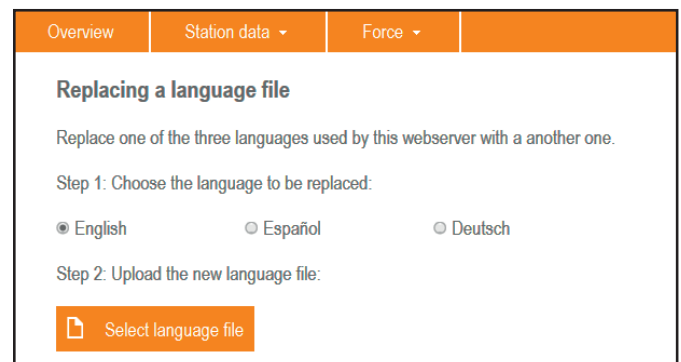 Overview Station data Force
Replacing a language file
Replace one of the three languages used by this webserver with a another one.
Step 1: Choose the language to be replaced:
English Español Deutsch
Step 2: Upload the new language file:
Select language file